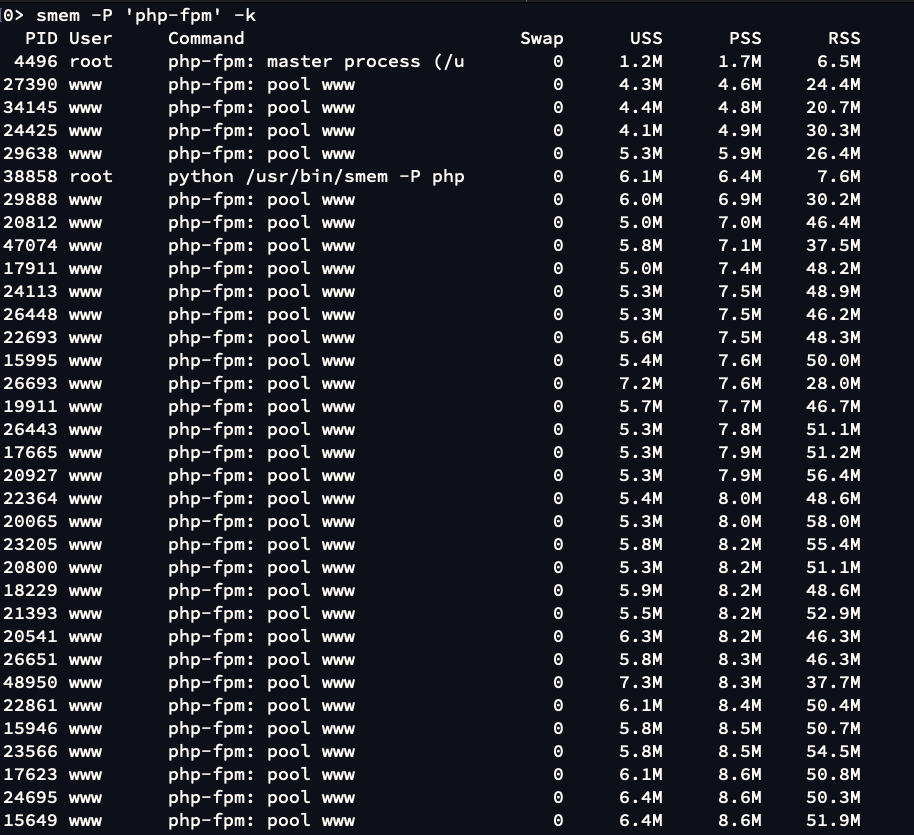 0> smem -P 'php-fpm' -k
PID User Command Swap USS PSS RSS
4496 root php-fpm: master process (/u 0 1.2M 1.7M 6.5M
27390 www php-fpm: pool www 0 4.3M 4.6M 24.4M
34145 www php-fpm: pool www 0 4.4M 4.8M 20.7M
24425 www php-fpm: pool www 0 4.1M 4.9M 30.3M
29638 www php-fpm: pool www 0 5.3M 5.9M 26.4M
38858 root python /usr/bin/smem -P php 0 6.1M 6.4M 7.6M
29888 www php-fpm: pool www 0 6.0M 6.9M 30.2M
20812 www php-fpm: pool www 0 5.0M 7.0M 46.4M
47074 www php-fpm: pool www 0 5.8M 7.1M 37.5M
17911 www php-fpm: pool www 0 5.0M 7.4M 48.2M
24113 www php-fpm: pool www 0 5.3M 7.5M 48.9M
26448 www php-fpm: pool www 0 5.3M 7.5M 46.2M
22693 www php-fpm: pool www 0 5.6M 7.5M 48.3M
15995 www php-fpm: pool www 0 5.4M 7.6M 50.0M
26693 www php-fpm: pool www 0 7.2M 7.6M 28.0M
19911 www php-fpm: pool www 0 5.7M 7.7M 46.7M
26443 www php-fpm: pool www 0 5.3M 7.8M 51.1M
17665 www php-fpm: pool www 0 5.3M 7.9M 51.2M
20927 www php-fpm: pool www 0 5.3M 7.9M 56.4M
22364 www php-fpm: pool www 0 5.4M 8.0M 48.6M
20065 www php-fpm: pool www 0 5.3M 8.0M 58.0M
23205 www php-fpm: pool www 0 5.8M 8.2M 55.4M
20800 www php-fpm: pool www 0 5.3M 8.2M 51.1M
18229 www php-fpm: pool www 0 5.9M 8.2M 48.6M
21393 www php-fpm: pool www 0 5.5M 8.2M 52.9M
20541 www php-fpm: pool www 0 6.3M 8.2M 46.3M
26651 www php-fpm: pool www 0 5.8M 8.3M 46.3M
48950 www php-fpm: pool www 0 7.3M 8.3M 37.7M
22861 www php-fpm: pool www 0 6.1M 8.4M 50.4M
15946 www php-fpm: pool www 0 5.8M 8.5M 50.7M
23566 www php-fpm: pool www 0 5.8M 8.5M 54.5M
17623 www php-fpm: pool www 0 6.1M 8.6M 50.8M
24695 www php-fpm: pool www 0 6.4M 8.6M 50.3M
15649 www php-fpm: pool www 0 6.4M 8.6M 51.9M